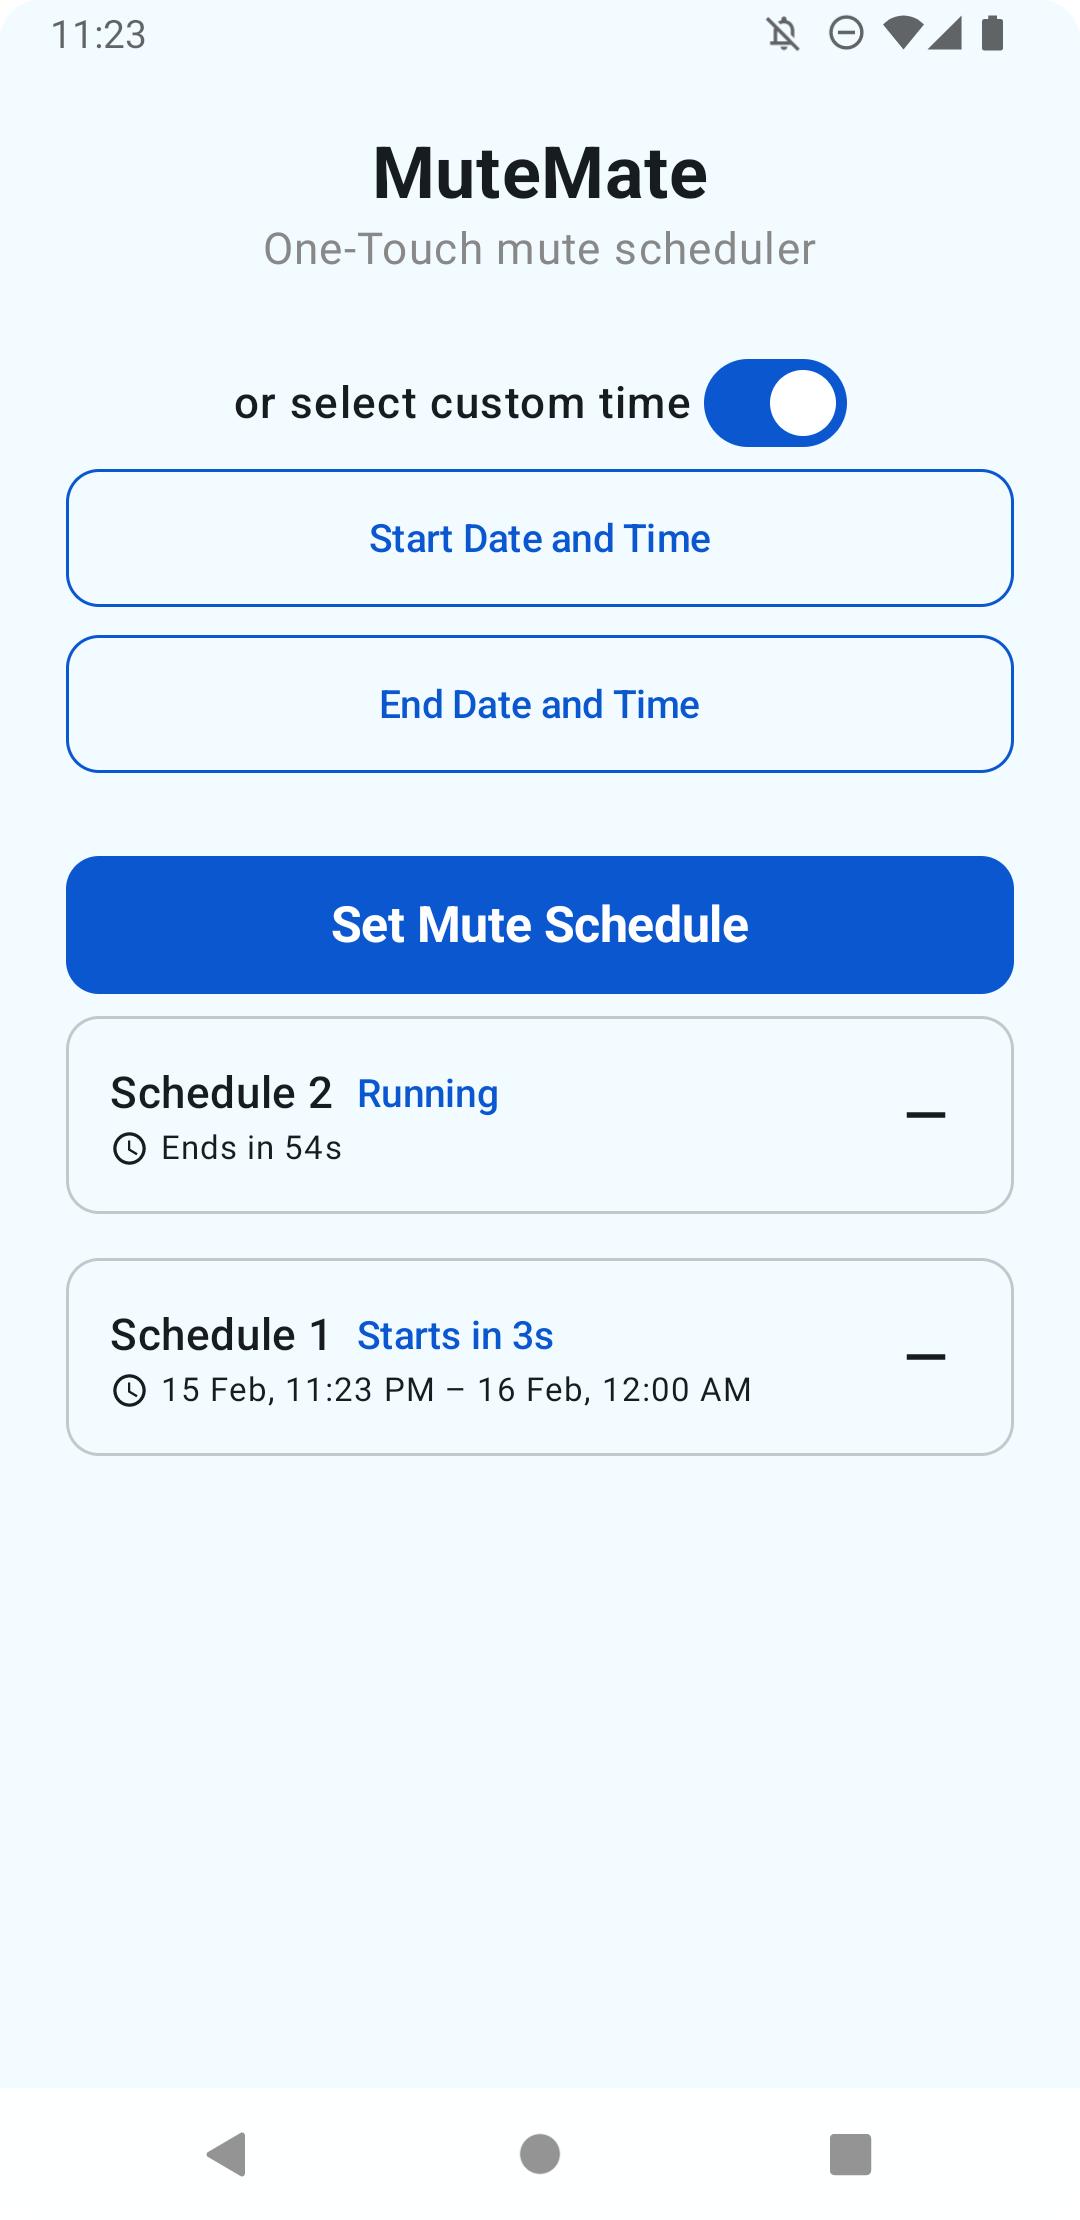 11:23
MuteMate
One-Touch mute scheduler
or select custom time
Start Date and Time
End Date and Time
Set Mute Schedule
Schedule 2 Running
Ends in 54s
Schedule 1 Starts in 3s
15 Feb, 11:23 PM – 16 Feb, 12:00 AM